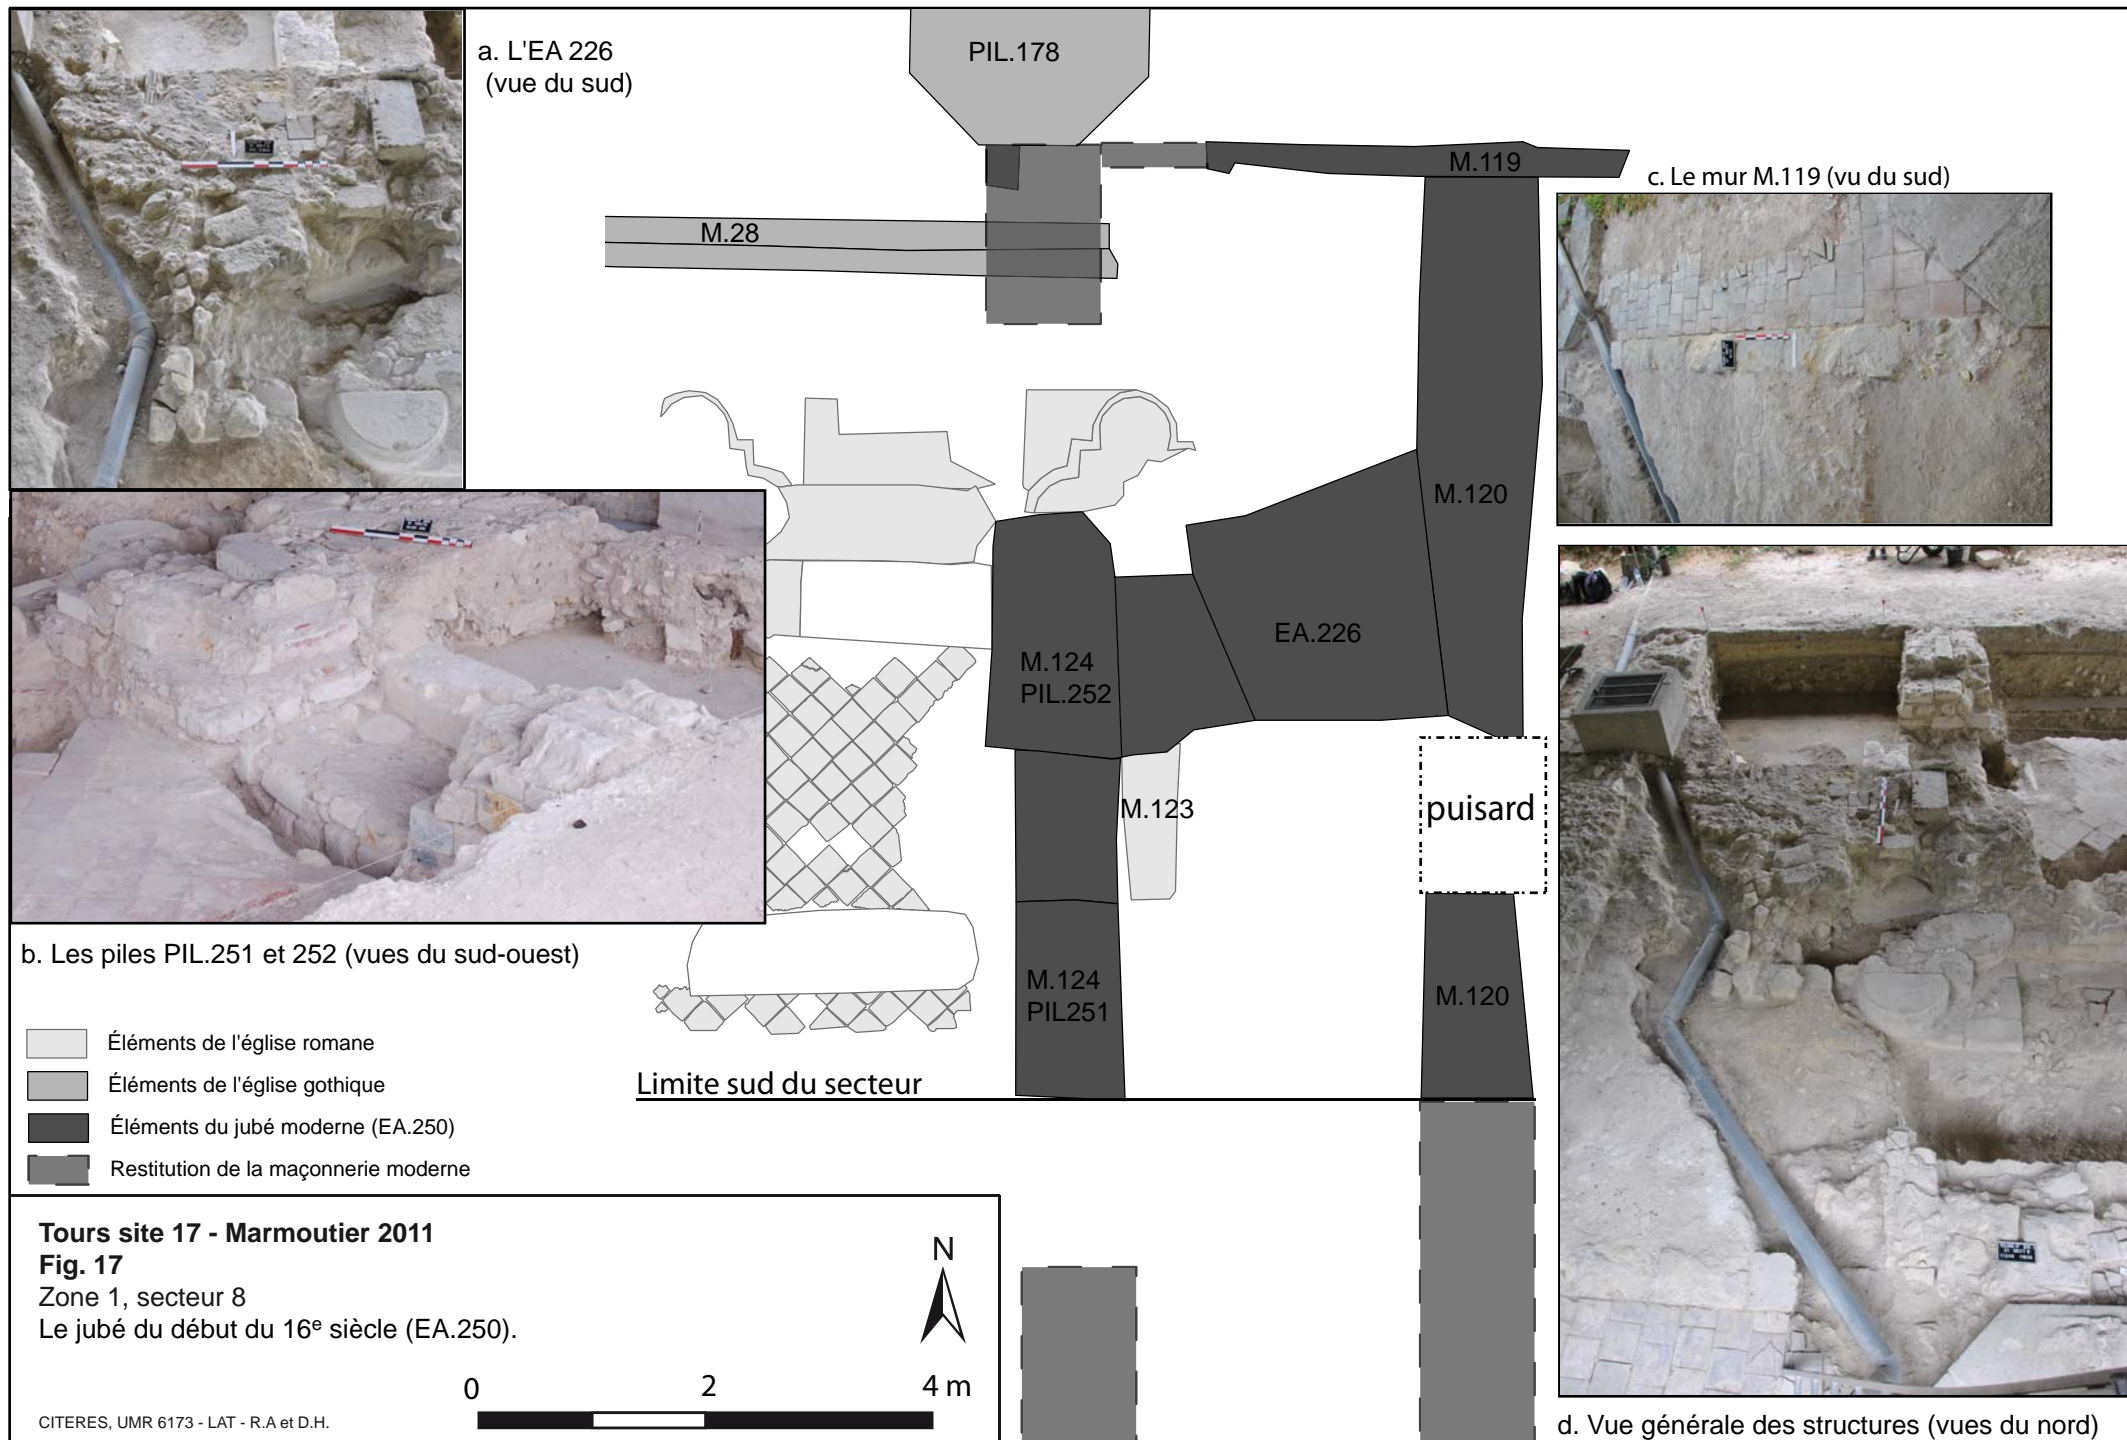 a. L'EA 226
(vue du sud)
PIL.178
M.119
c. Le mur M.119 (vu du sud)
M.28
M.120
EA.226
M.124
PIL.252
M.123
puisard
b. Les piles PIL.251 et 252 (vues du sud-ouest)
M.124
PIL251
M.120
Éléments de l'église romane
Éléments de l'église gothique
Éléments du jubé moderne (EA.250)
Restitution de la maçonnerie moderne
Limite sud du secteur
Tours site 17 - Marmoutier 2011
Fig. 17
Zone 1, secteur 8
Le jubé du début du 16e siècle (EA.250).
N
0 2 4 m
CITERES, UMR 6173 - LAT - R.A et D.H.
d. Vue générale des structures (vues du nord)